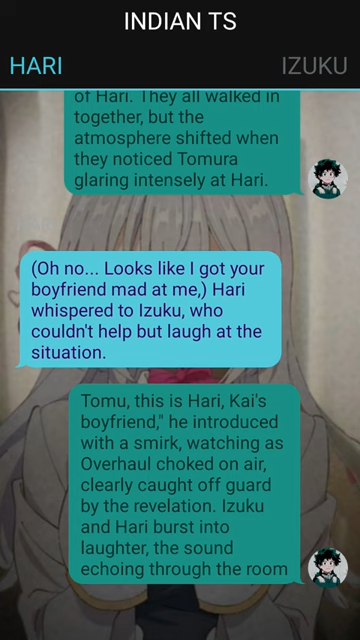 INDIAN TS
HARI
IZUKU
of Hari. They all walked in
together, but the
atmosphere shifted when
they noticed Tomura
glaring intensely at Hari.
(Oh no... Looks like I got your
boyfriend mad at me,) Hari
whispered to Izuku, who
couldn't help but laugh at the
situation.
Tomu, this is Hari, Kai's
boyfriend," he introduced
with a smirk, watching as
Overhaul choked on air,
clearly caught off guard
by the revelation. Izuku
and Hari burst into
laughter, the sound
echoing through the room